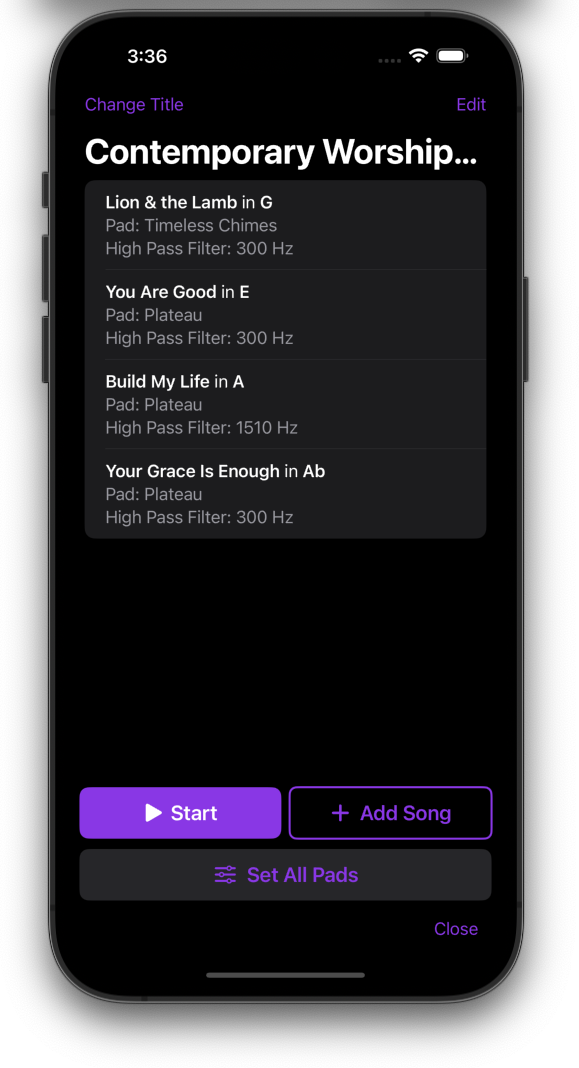 3:36
Change Title
Edit
Contemporary Worship...
Lion & the Lamb in G
Pad: Timeless Chimes
High Pass Filter: 300 Hz
You Are Good in E
Pad: Plateau
High Pass Filter: 300 Hz
Build My Life in A
Pad: Plateau
High Pass Filter: 1510 Hz
Your Grace Is Enough in Ab
Pad: Plateau
High Pass Filter: 300 Hz
Start
+ Add Song
Set All Pads
Close